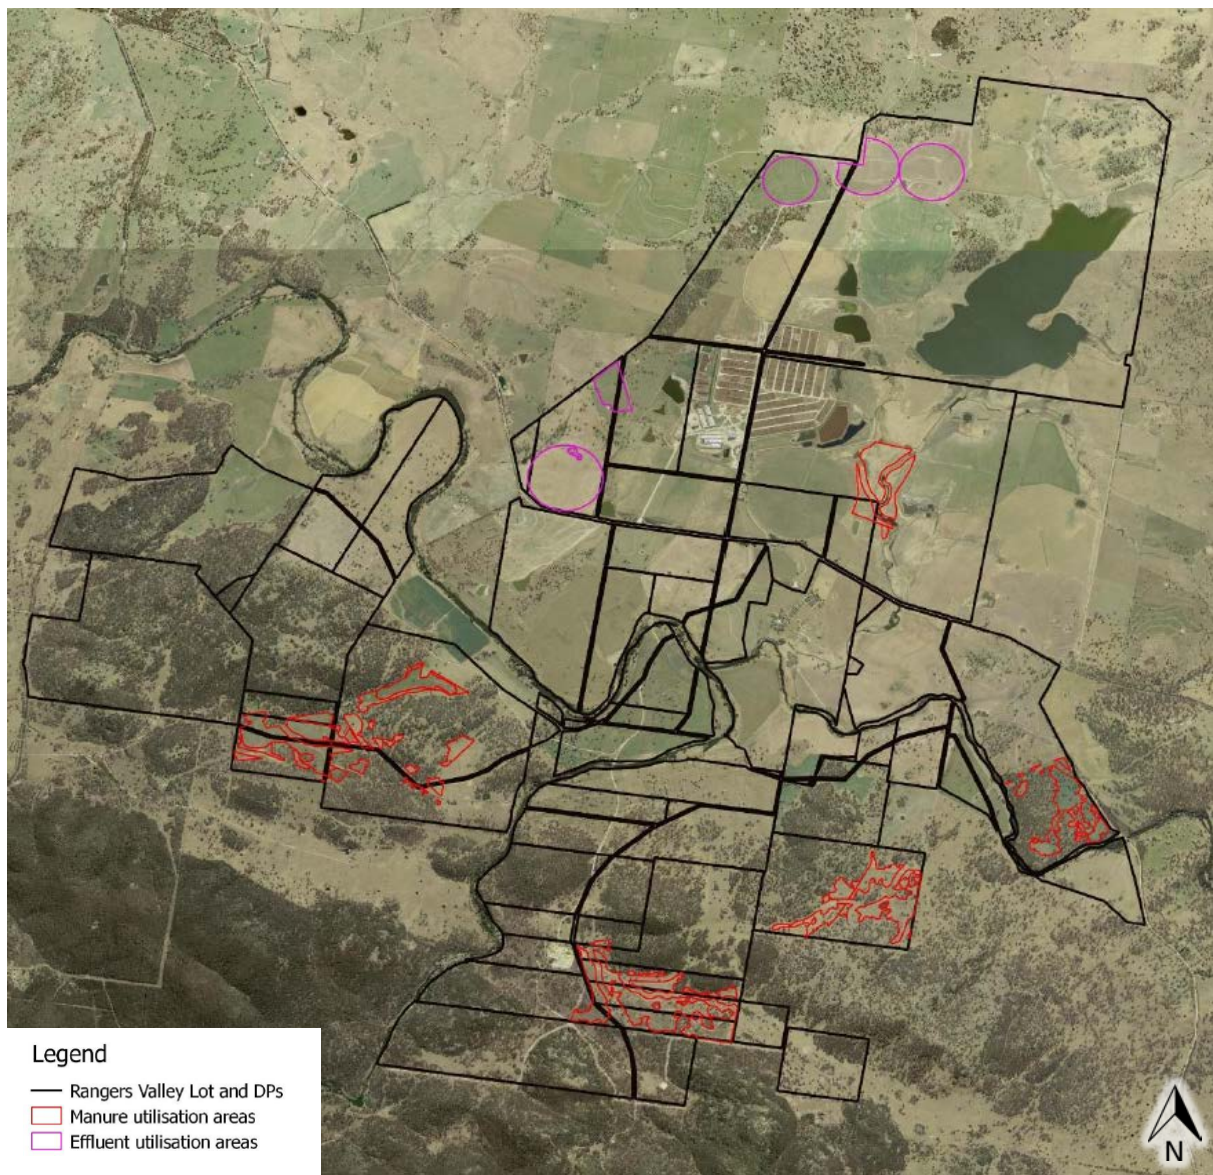 Legend
Rangers Valley Lot and DPs
Manure utilisation areas
Effluent utilisation areas
N